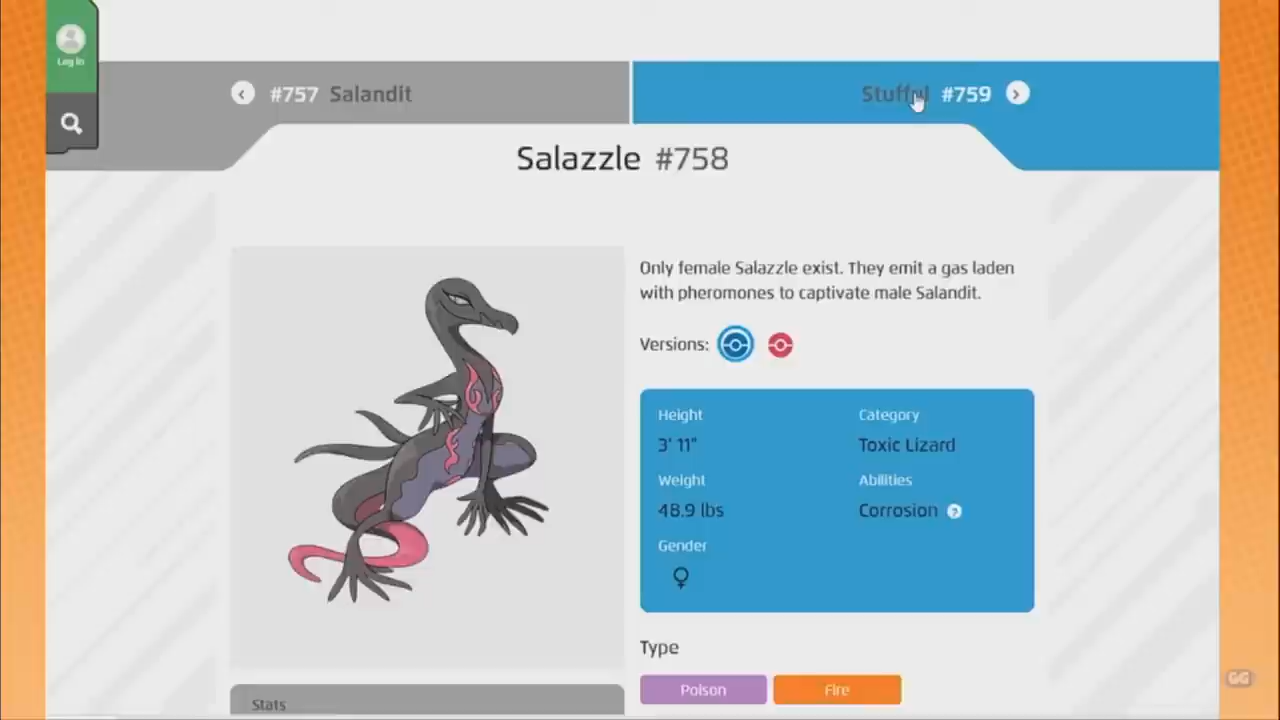 Log In
#757 Salandit
Stufful #759
Salazzle #758
Only female Salazzle exist. They emit a gas laden
with pheromones to captivate male Salandit.
Versions:
Height
3' 11"
Category
Toxic Lizard
Weight
48.9 lbs
Abilities
Corrosion ?
Gender
Type
Poison
Fire
Stats
GG